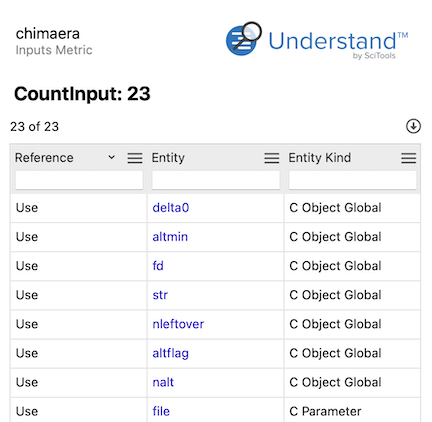 chimaera
Inputs Metric
Understand™
by SciTools
CountInput: 23
23 of 23
Reference Entity Entity Kind
Use delta0 C Object Global
Use altmin C Object Global
Use fd C Object Global
Use str C Object Global
Use nleftover C Object Global
Use altflag C Object Global
Use nalt C Object Global
Use file C Parameter